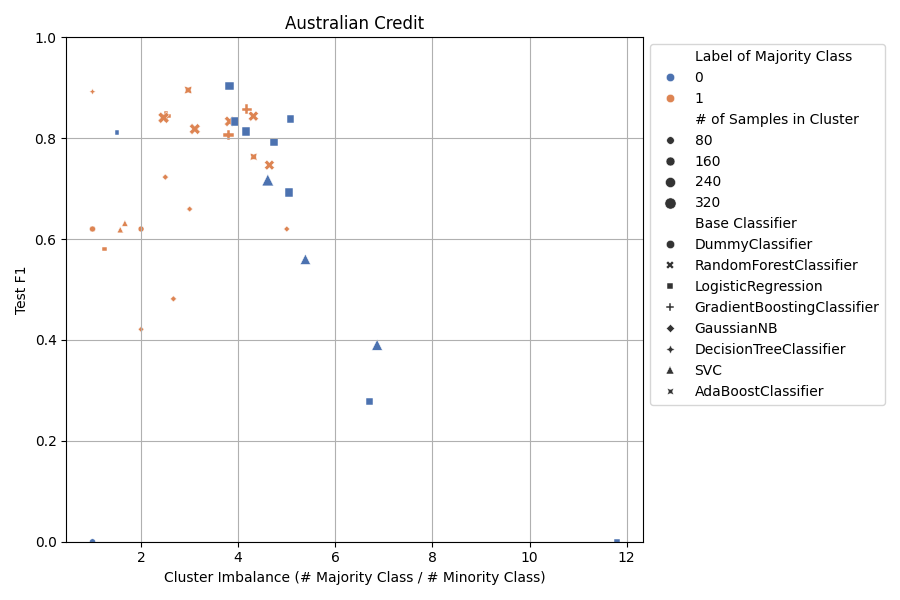 Australian Credit
1.0
0.8
0.6
0.4
0.2
0.0
Test F1
2
4
6
8
10
12
Cluster Imbalance (# Majority Class / # Minority Class)
Label of Majority Class
0
1
# of Samples in Cluster
80
160
240
320
Base Classifier
DummyClassifier
RandomForestClassifier
LogisticRegression
GradientBoostingClassifier
GaussianNB
DecisionTreeClassifier
SVC
AdaBoostClassifier